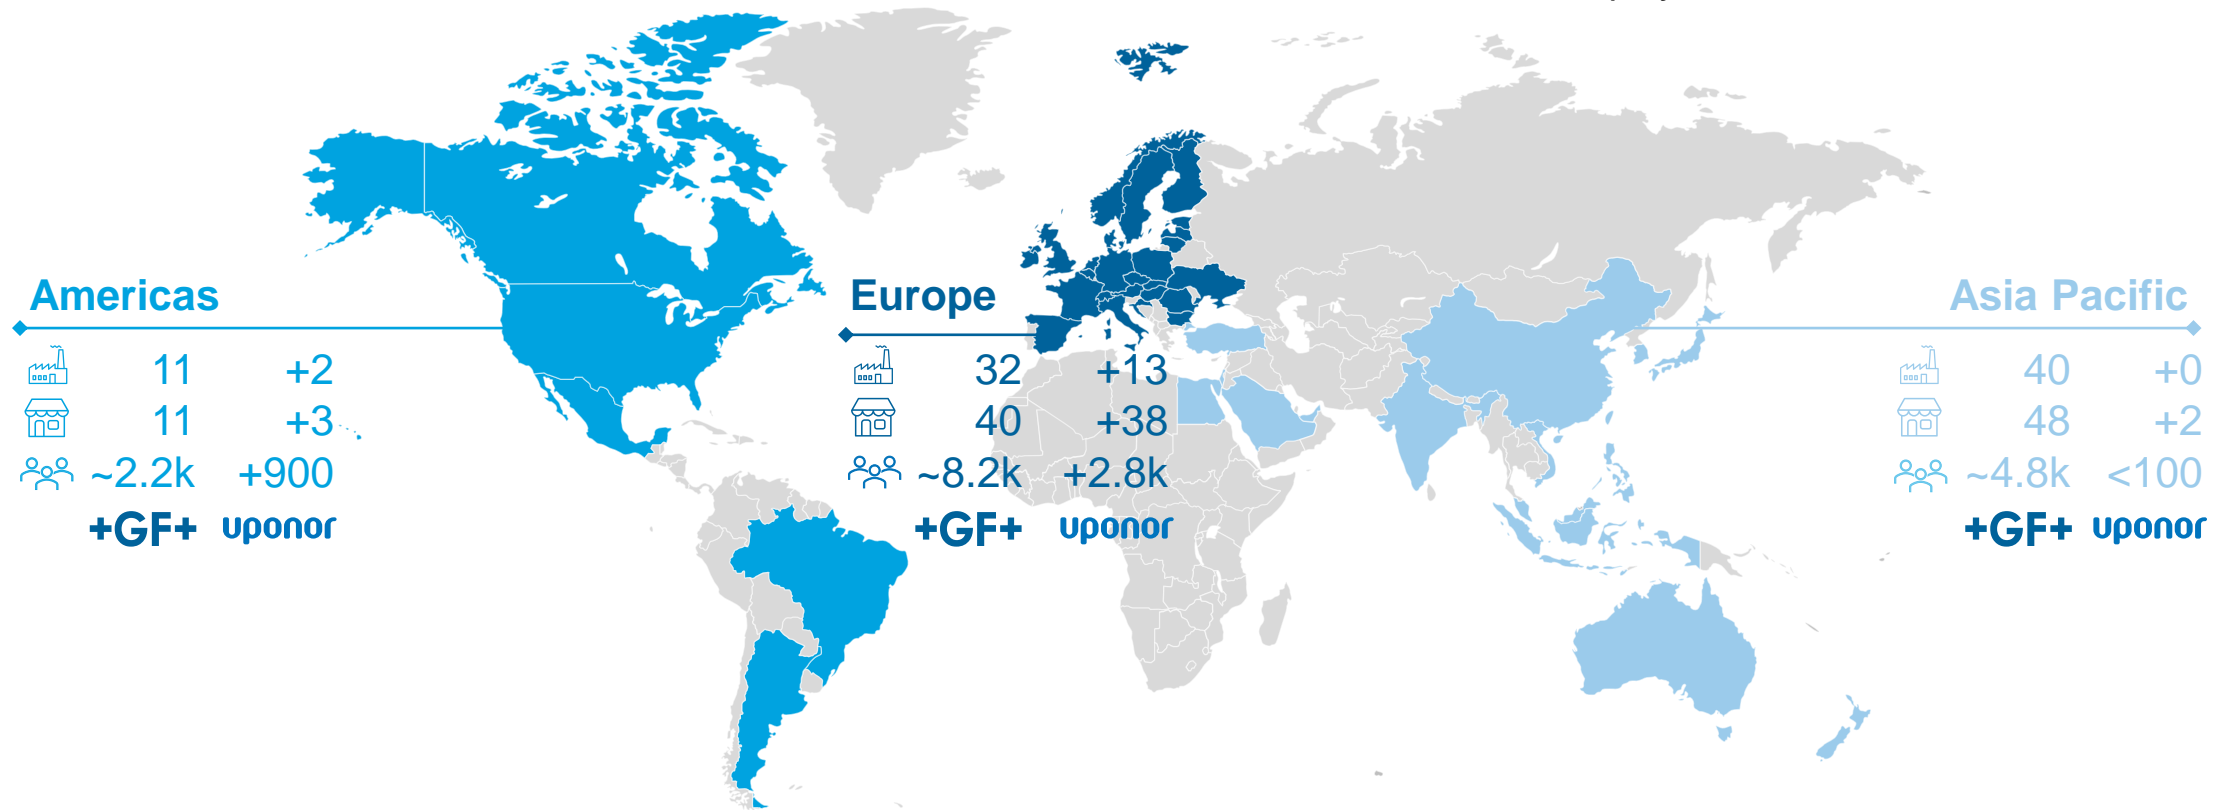 Americas
11 +2
11 +3
~2.2k +900
+GF+ uponor
Europe
32 +13
40 +38
~8.2k +2.8k
+GF+ uponor
Asia Pacific
40 +0
48 +2
~4.8k <100
+GF+ uponor